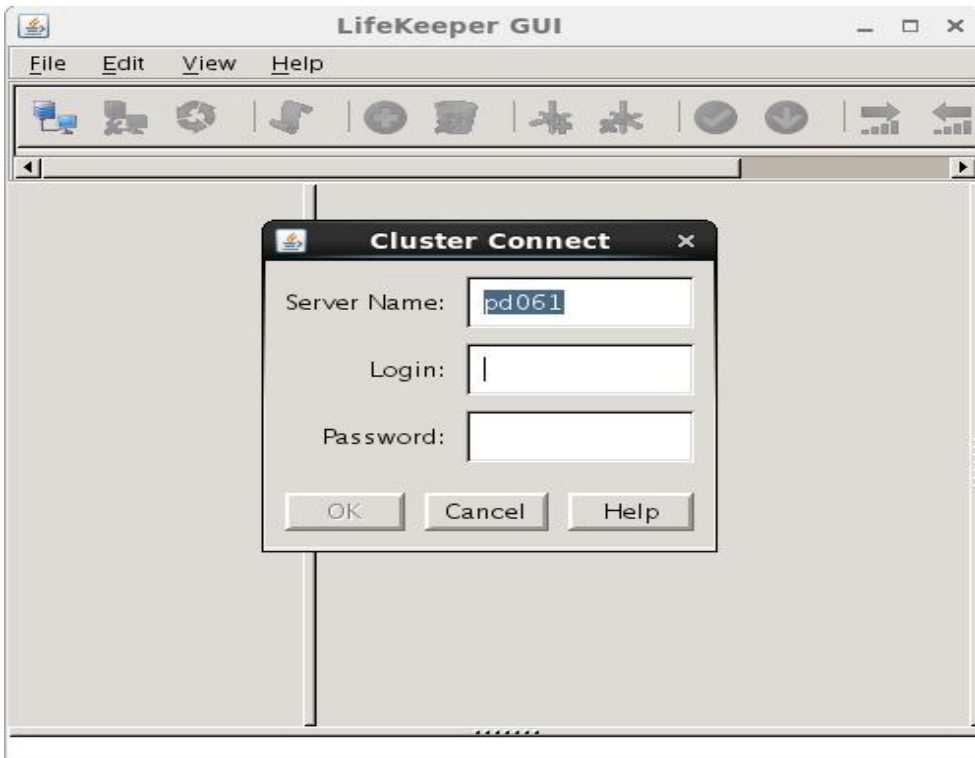 LifeKeeper GUI
File Edit View Help
Cluster Connect
Server Name: pd061
Login:
Password:
OK Cancel Help